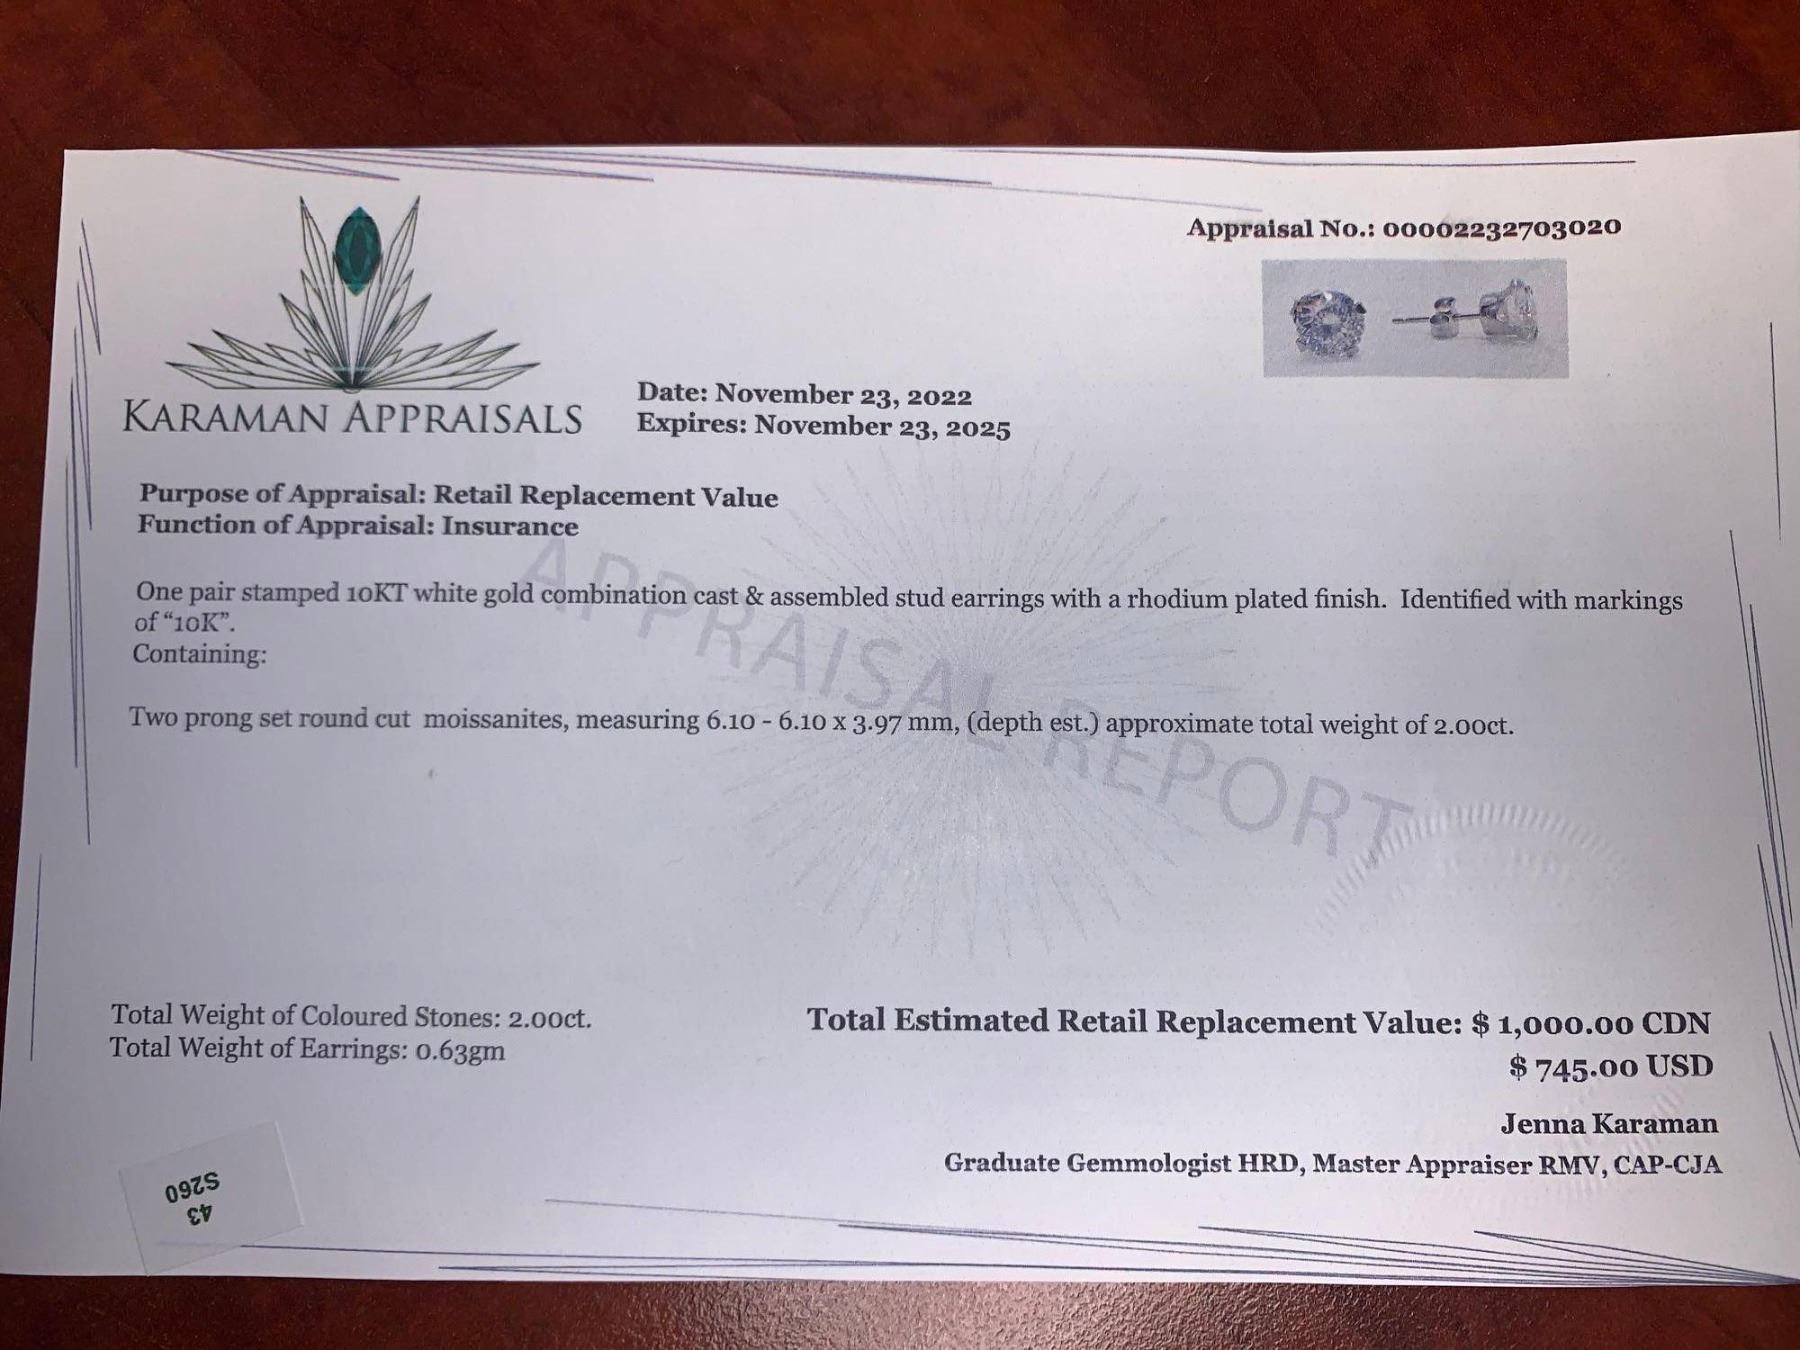 Appraisal No.: 00002232703020
KARAMAN APPRAISALS
Date: November 23, 2022
Expires: November 23, 2025
Purpose of Appraisal: Retail Replacement Value
Function of Appraisal: Insurance
One pair stamped 10KT white gold combination cast & assembled stud earrings with a rhodium plated finish. Identified with markings
of “10K”.
Containing:
Two prong set round cut moissanites, measuring 6.10 - 6.10 x 3.97 mm, (depth est.) approximate total weight of 2.00ct.
APPRAISAL REPORT
Total Weight of Coloured Stones: 2.00ct.
Total Weight of Earrings: 0.63gm
Total Estimated Retail Replacement Value: $ 1,000.00 CDN
$ 745.00 USD
Jenna Karaman
Graduate Gemmologist HRD, Master Appraiser RMV, CAP-CJA
43
S260